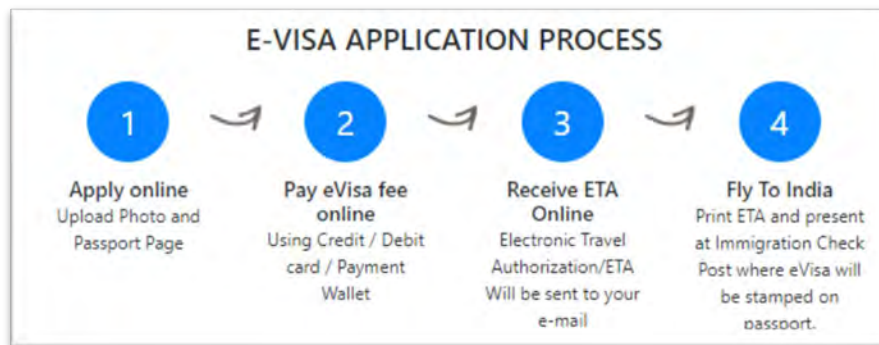 E-VISA APPLICATION PROCESS
1
Apply online
Upload Photo and
Passport Page
2
Pay eVisa fee
online
Using Credit / Debit
card / Payment
Wallet
3
Receive ETA
Online
Electronic Travel
Authorization/ETA
Will be sent to your
e-mail
4
Fly To India
Print ETA and present
at Immigration Check
Post where eVisa will
be stamped on
passport.